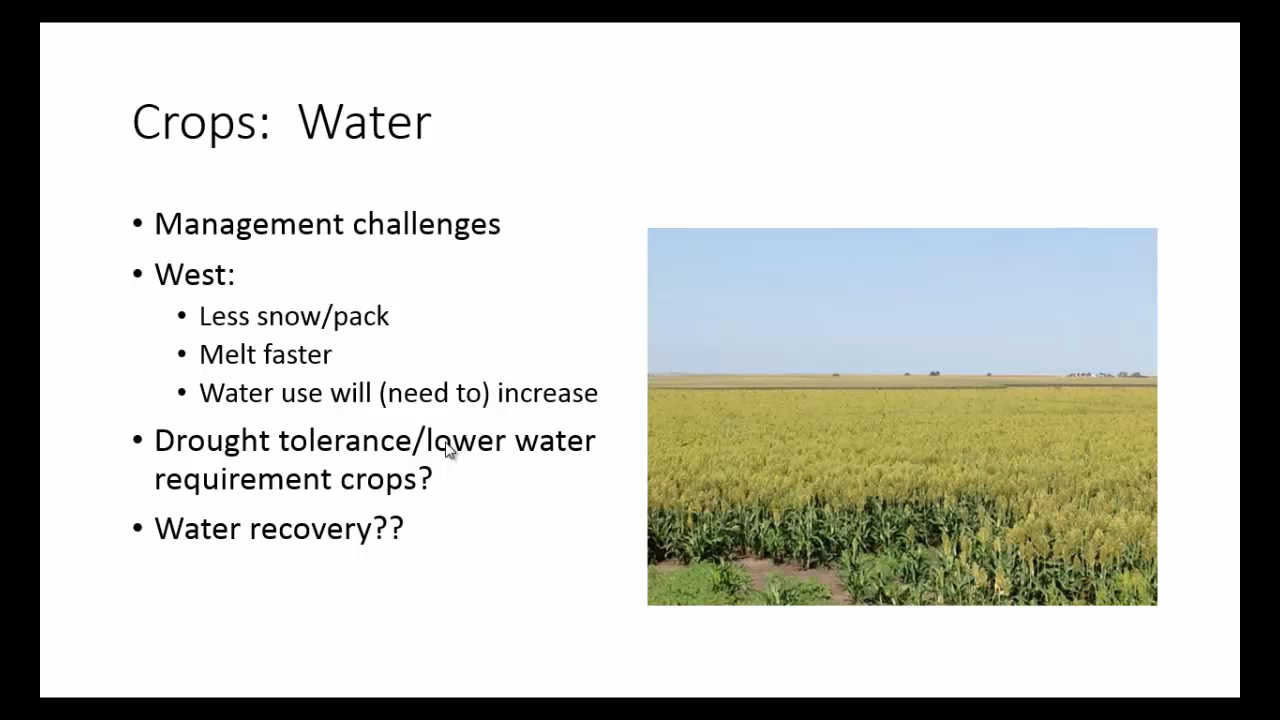 Crops: Water
• Management challenges
• West:
• Less snow/pack
• Melt faster
• Water use will (need to) increase
• Drought tolerance/lower water
requirement crops?
• Water recovery??